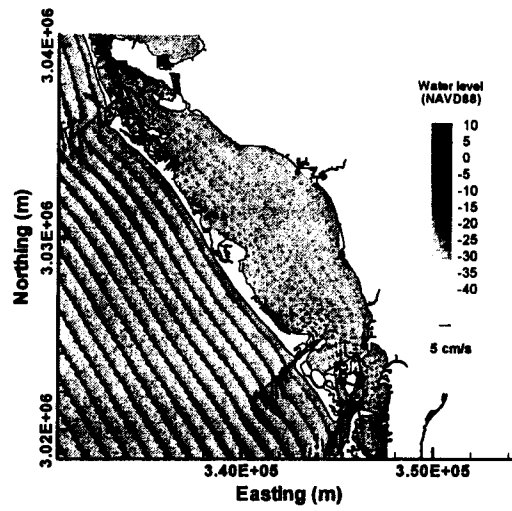 3.04E+06
Water level
(NAVD88)
10
5
0
-5
-10
-15
-20
-25
-30
-35
-40
5 cm/s
Northing (m)
3.03E+06
3.02E+06
3.40E+05
3.50E+05
Easting (m)